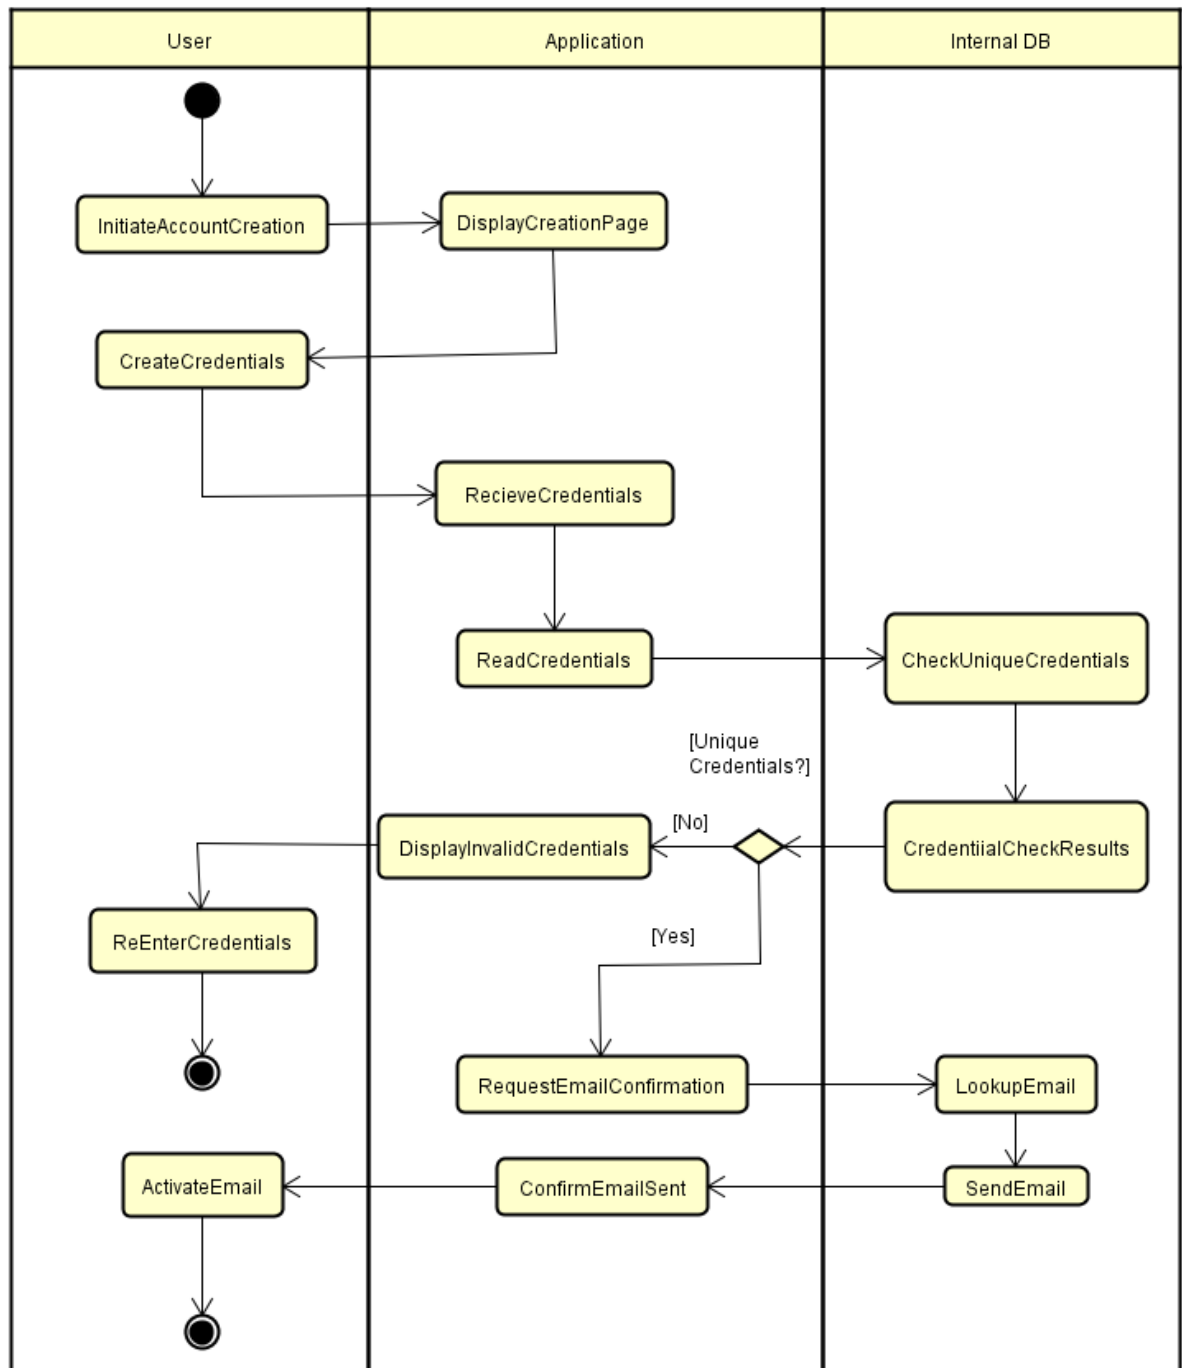 User
Application
Internal DB
InitiateAccountCreation
DisplayCreationPage
CreateCredentials
RecieveCredentials
ReadCredentials
CheckUniqueCredentials
[Unique
Credentials?]
[No]
DisplayInvalidCredentials
CredentiialCheckResults
ReEnterCredentials
[Yes]
RequestEmailConfirmation
LookupEmail
ActivateEmail
ConfirmEmailSent
SendEmail